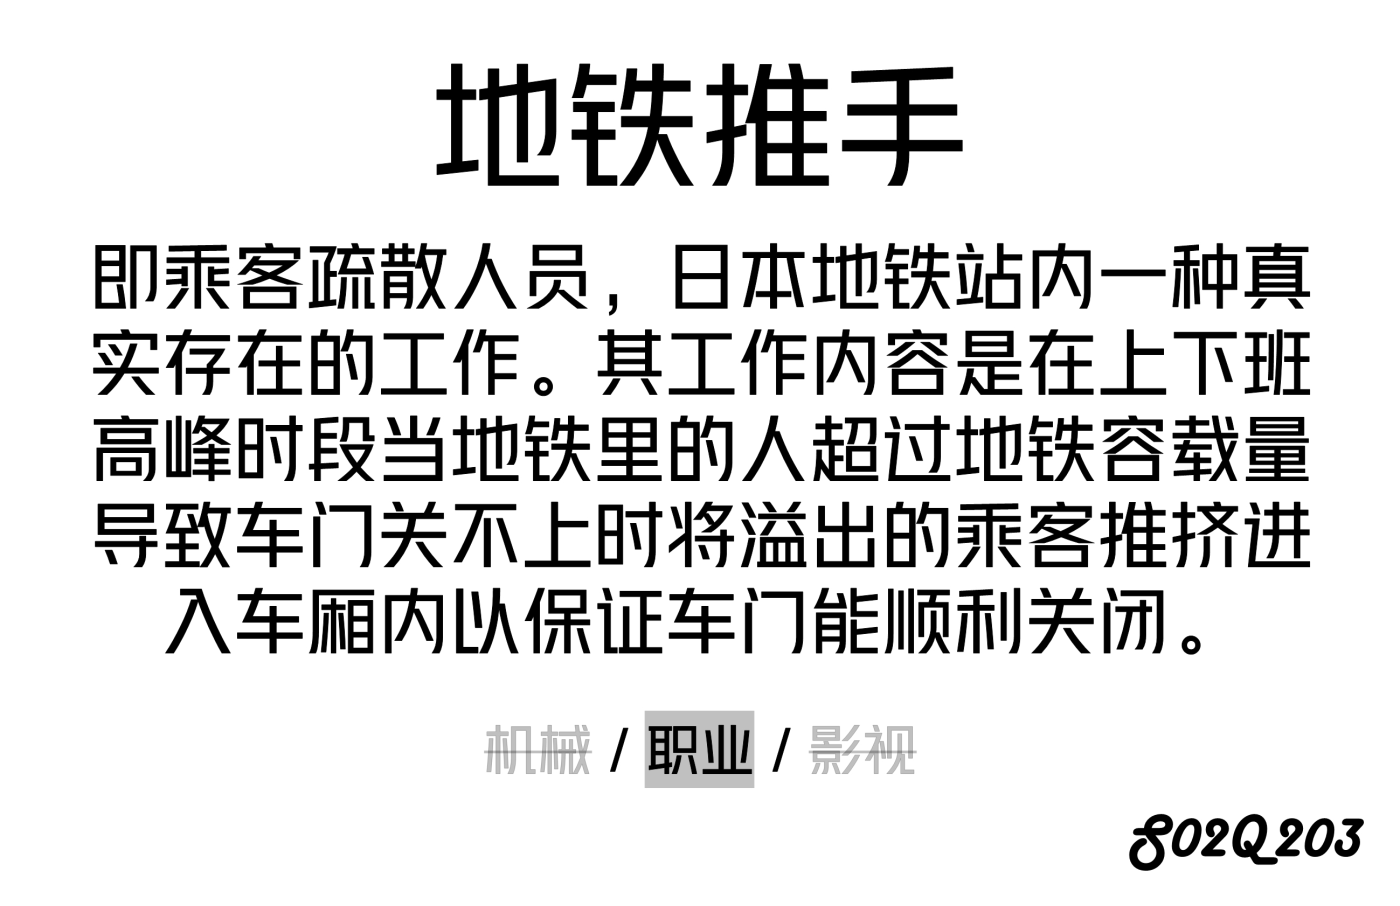 地铁推手
即乘客疏散人员，日本地铁站内一种真
实存在的工作。其工作内容是在上下班
高峰时段当地铁里的人超过地铁容载量
导致车门关不上时将溢出的乘客推挤进
入车厢内以保证车门能顺利关闭。
机械 / 职业 / 影视
S02Q203